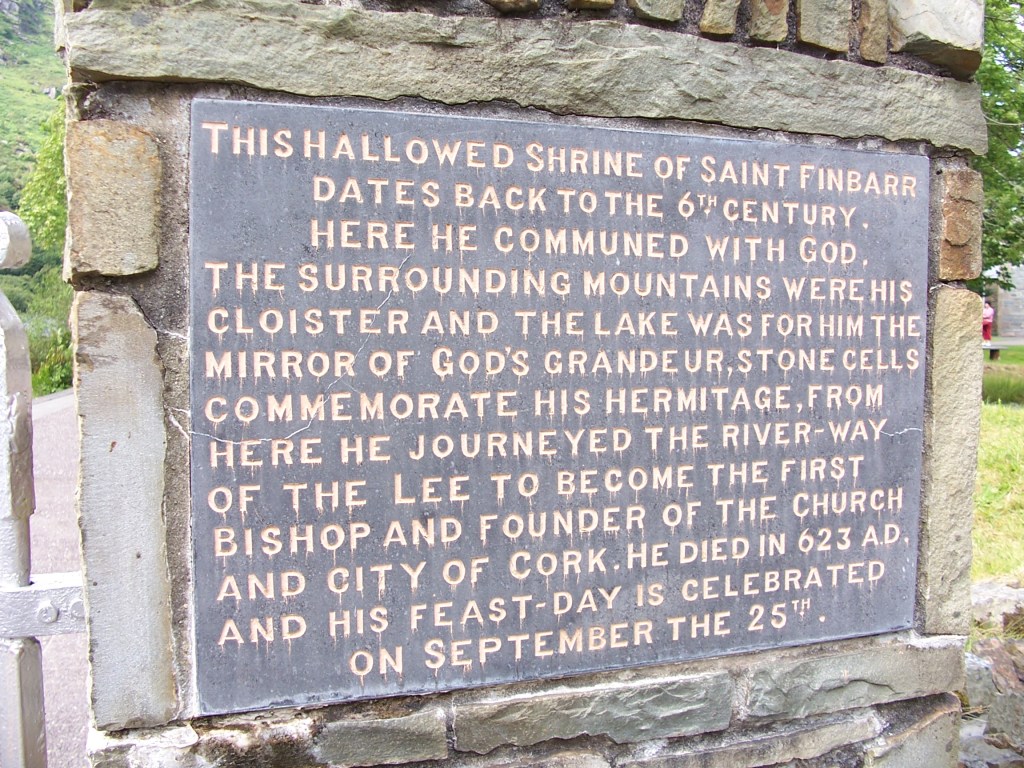 THIS HALLOWED SHRINE OF SAINT FINBARR
DATES BACK TO THE 6TH CENTURY.
HERE HE COMMUNED WITH GOD.
THE SURROUNDING MOUNTAINS WERE HIS
CLOISTER AND THE LAKE WAS FOR HIM THE
MIRROR OF GOD'S GRANDEUR, STONE CELLS
COMMEMORATE HIS HERMITAGE, FROM
HERE HE JOURNEYED THE RIVER-WAY
OF THE LEE TO BECOME THE FIRST
BISHOP AND FOUNDER OF THE CHURCH
AND CITY OF CORK. HE DIED IN 623 A.D.
AND HIS FEAST-DAY IS CELEBRATED
ON SEPTEMBER THE 25TH.